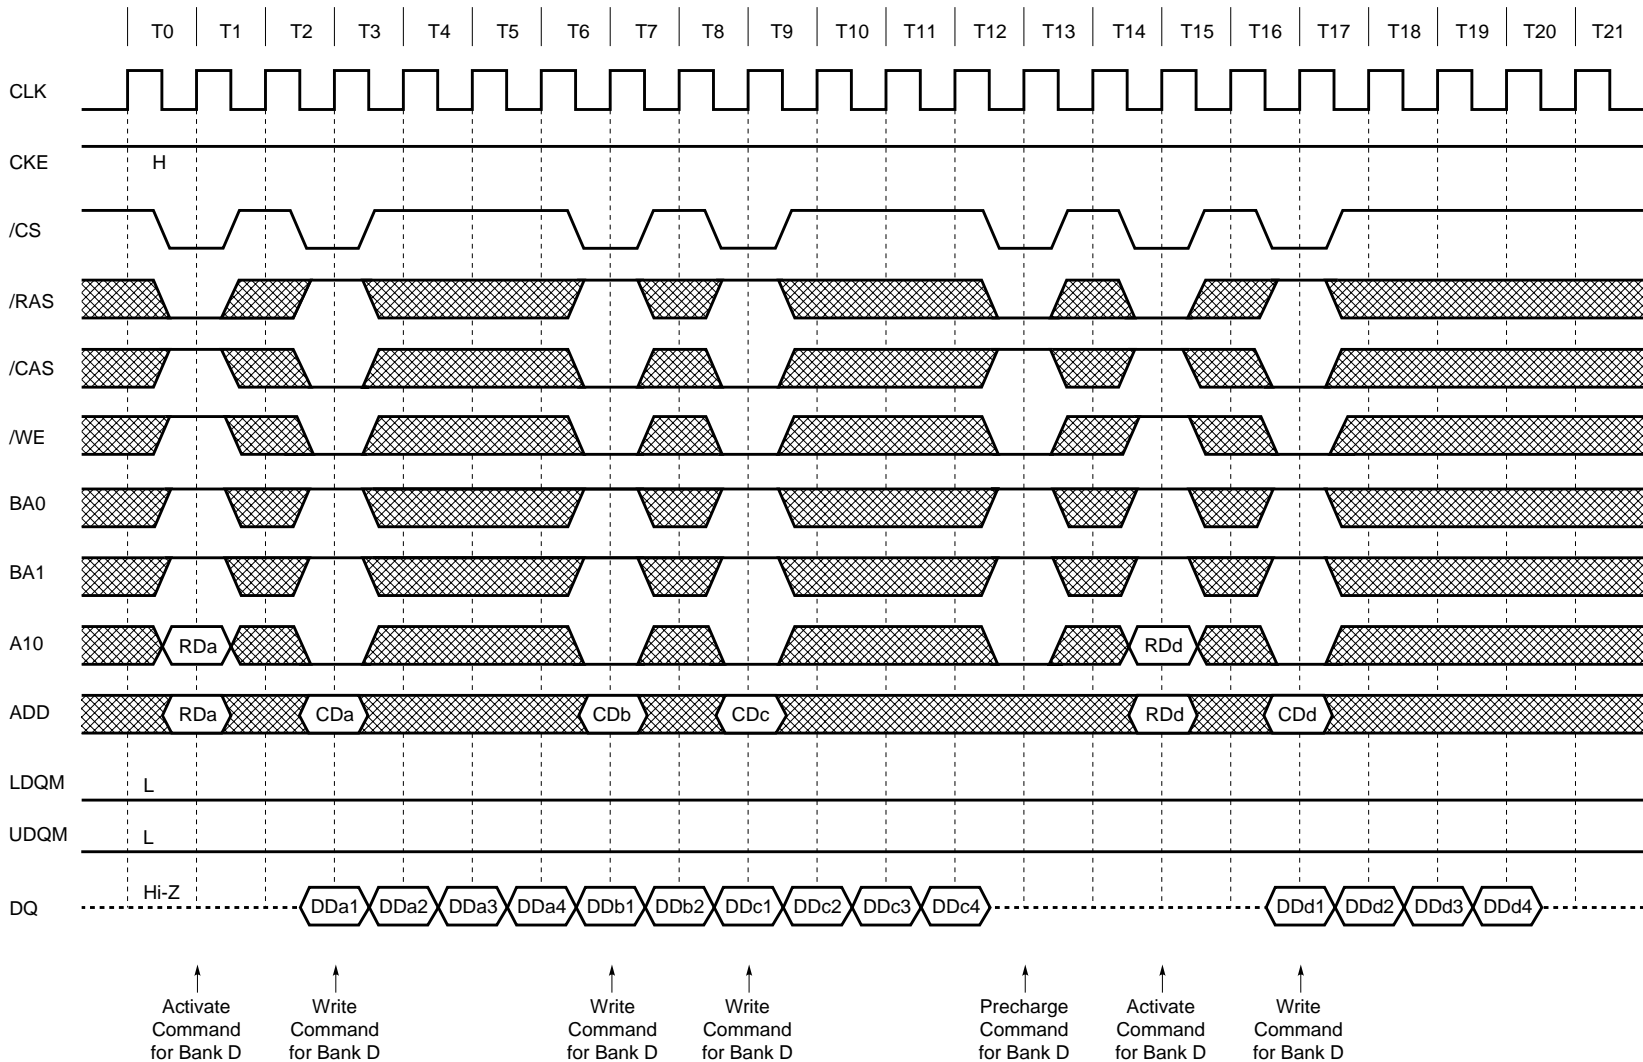 T0 T1 T2 T3 T4 T5 T6 T7 T8 T9 T10 T11 T12 T13 T14 T15 T16 T17 T18 T19 T20 T21
CLK
CKE H
/CS
/RAS
/CAS
/WE
BA0
BA1
A10 RDa RDd
ADD RDa CDa CDb CDc RDd CDd
LDQM L
UDQM L
DQ Hi-Z DDa1 DDa2 DDa3 DDa4 DDb1 DDb2 DDc1 DDc2 DDc3 DDc4 DDd1 DDd2 DDd3 DDd4
Activate Write Write Write Precharge Activate Write
Command Command Command Command Command Command Command
for Bank D for Bank D for Bank D for Bank D for Bank D for Bank D for Bank D